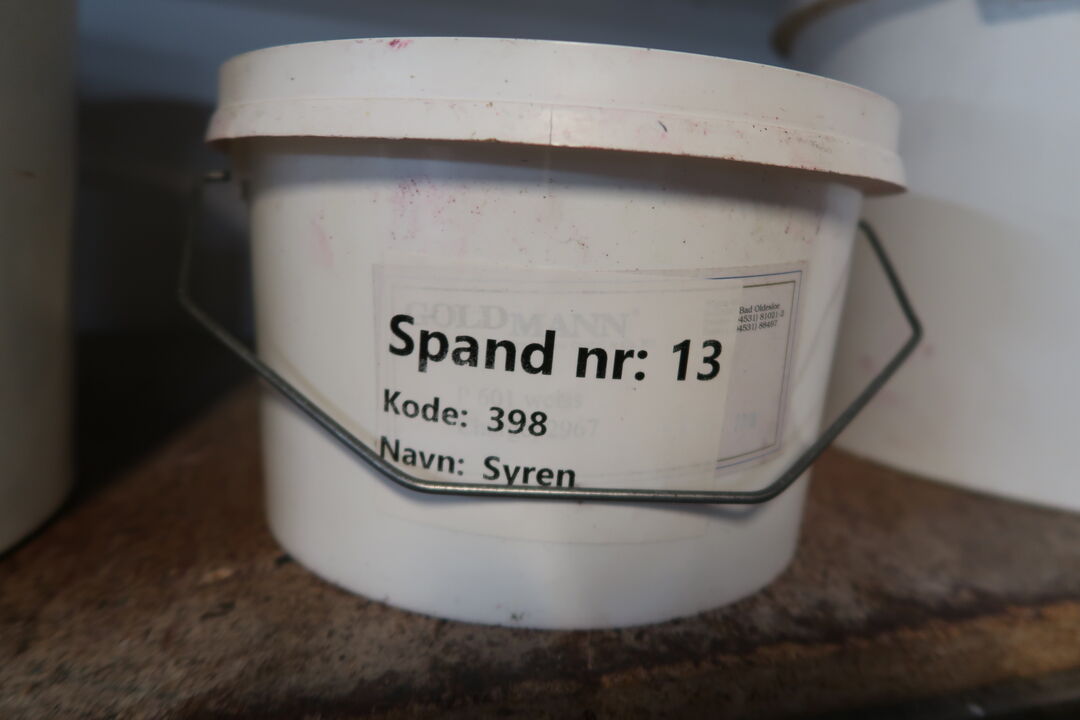 GOLDMANN
Bad Oldesloe
Spand nr: 13
Kode: 398
Navn: Syren